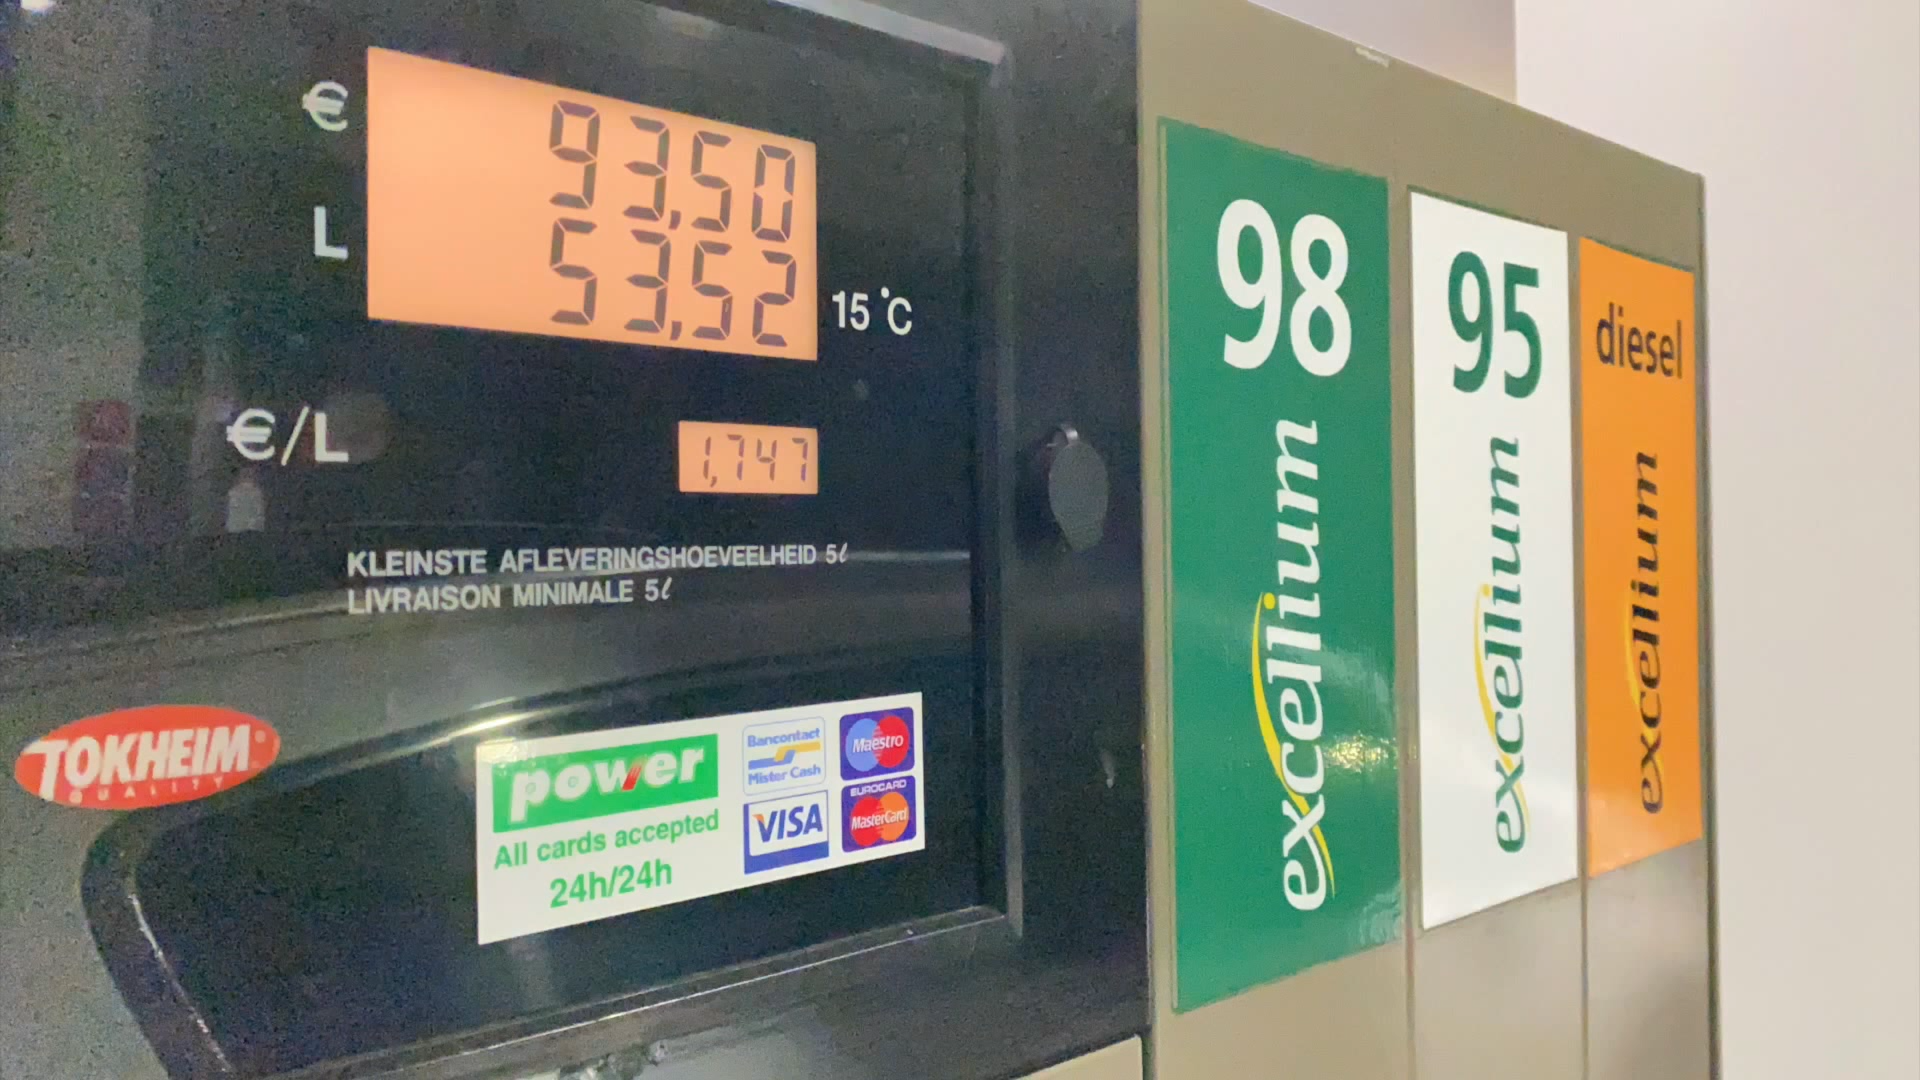 € 93,50
L 53,52 15 °C
€/L 1,747
KLEINSTE AFLEVERINGSHOEVEELHEID 5ℓ
LIVRAISON MINIMALE 5ℓ
TOKHEIM®
QUALITY
power
All cards accepted
24h/24h
Bancontact
Mister Cash
Maestro
VISA
EUROCARD
MasterCard
98
excellium
95
excellium
diesel
excellium